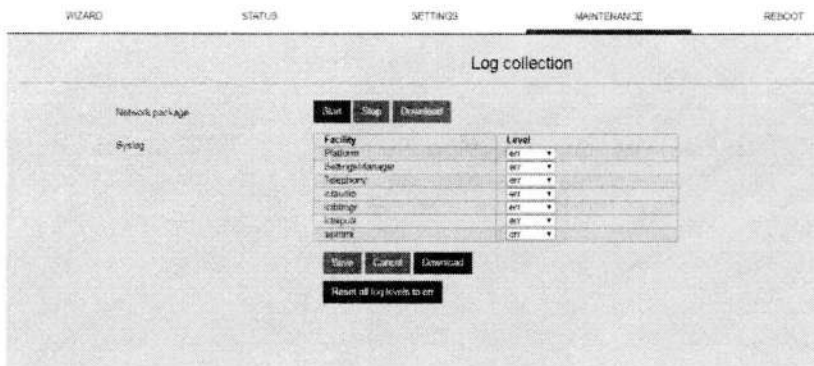 WIZARD STATUS SETTINGS MAINTENANCE REBOOT
Log collection
Network package Start Stop Download
Syslog
Facility Level
Platform err
SettingsManager err
Telephony err
err
err
err
err
Save Cancel Download
Reset all log levels to err